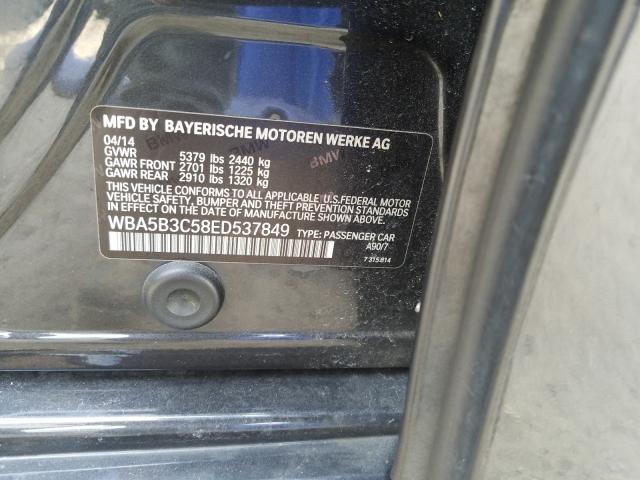 MFD BY BAYERISCHE MOTOREN WERKE AG
04/14
GVWR 5379 lbs 2440 kg
GAWR FRONT 2701 lbs 1225 kg
GAWR REAR 2910 lbs 1320 kg
THIS VEHICLE CONFORMS TO ALL APPLICABLE U.S.FEDERAL MOTOR
VEHICLE SAFETY, BUMPER AND THEFT PREVENTION STANDARDS
IN EFFECT ON THE DATE OF MANUFACTURE SHOWN ABOVE.
WBA5B3C58ED537849 TYPE: PASSENGER CAR
A90/7
7 315 814